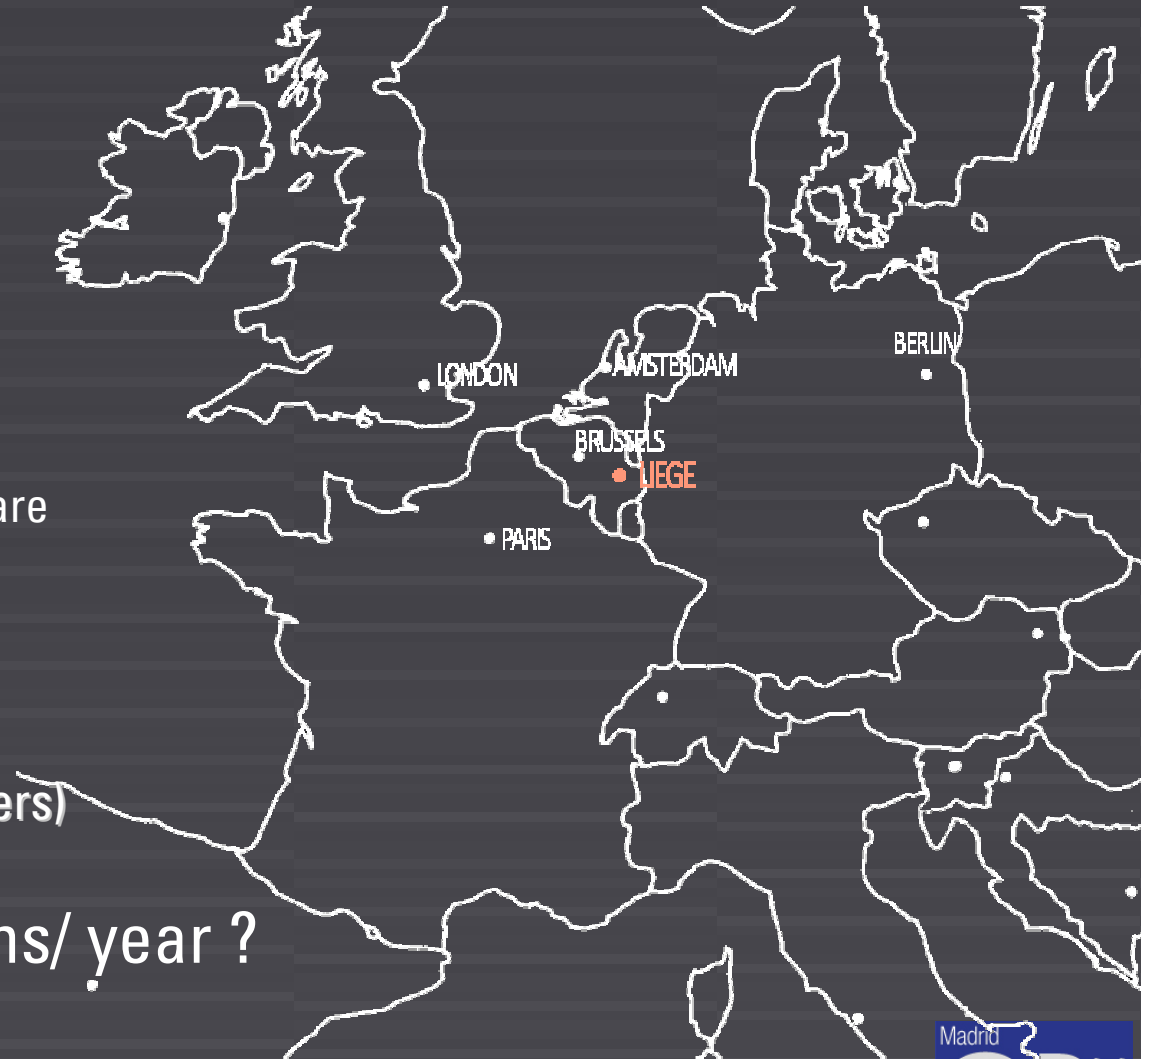 BERLIN
LONDON
AMSTERDAM
BRUSSELS
LIEGE
are
PARIS
ers)
ns/ year ?
Madrid